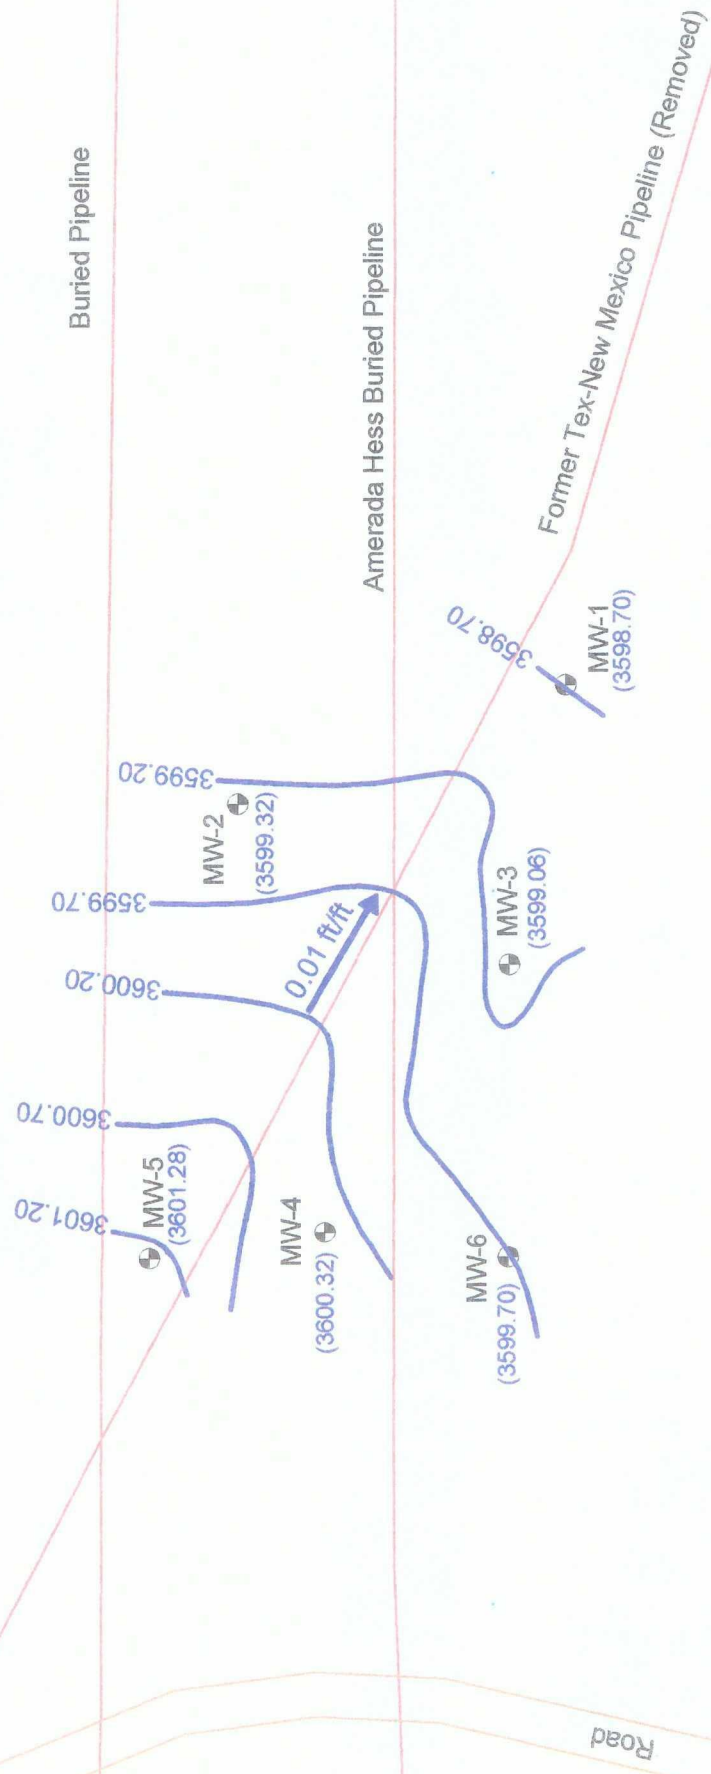 Buried Pipeline
Amerada Hess Buried Pipeline
Former Tex-New Mexico Pipeline (Removed)
3598.70
MW-1
(3598.70)
3599.20
MW-2
(3599.32)
3599.70
MW-3
(3599.06)
3600.20
0.01 ft/ft
3600.70
3601.20
MW-5
(3601.28)
MW-4
(3600.32)
MW-6
(3599.70)
Road